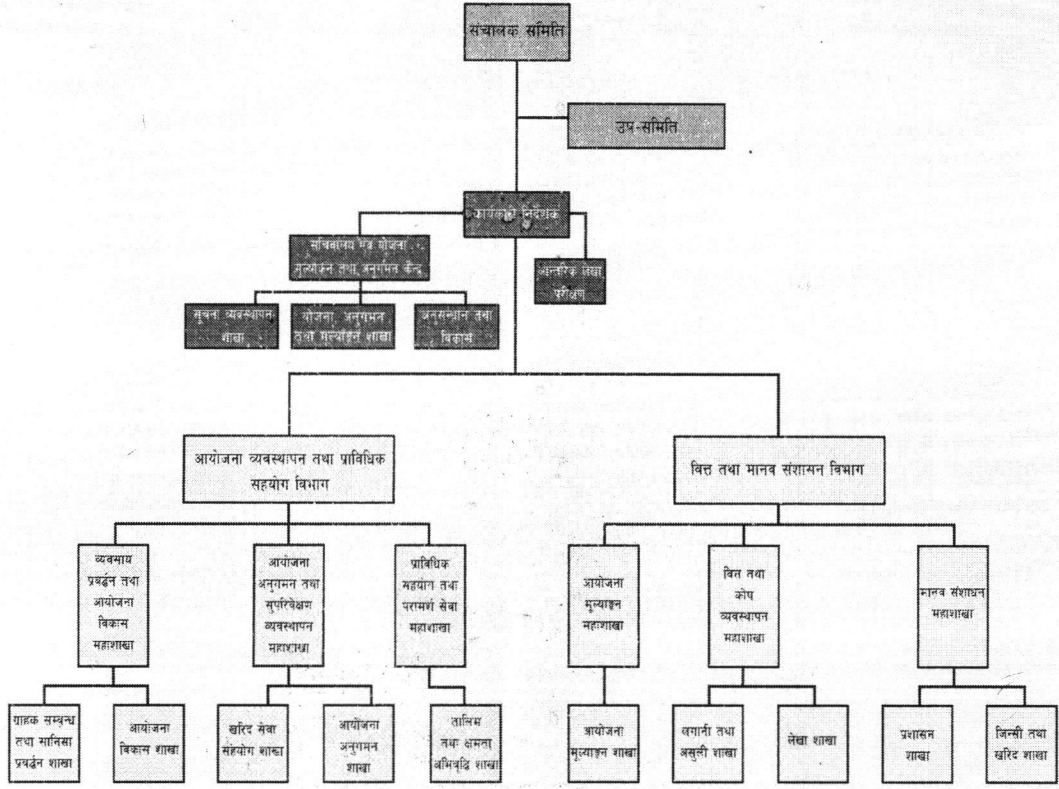 संचालक समिति
उप-समिति
कार्यकारी निर्देशक
सचिवालय एवं योजना
मूल्यांकन तथा अनुगमन केन्द्र
आन्तरिक लेखा
परीक्षण
सूचना व्यवस्थापन
शाखा
योजना, अनुगमन
तथा मूल्याङ्कन शाखा
अनुसन्धान तथा
विकास
आयोजना व्यवस्थापन तथा प्राविधिक
सहयोग विभाग
वित्त तथा मानव संशासन विभाग
व्यवसाय
प्रबर्द्धन तथा
आयोजना
विकास
महाशाखा
आयोजना
अनुगमन तथा
सुपरिवेक्षण
व्यवस्थापन
महाशाखा
प्राविधिक
सहयोग तथा
परामर्श सेवा
महाशाखा
आयोजना
मूल्याङ्कन
महाशाखा
वित्त तथा
कोष
व्यवस्थापन
महाशाखा
मानव संशाधन
महाशाखा
ग्राहक सम्बन्ध
तथा सानिसा
प्रबर्द्धन शाखा
आयोजना
विकास शाखा
खरिद सेवा
सहयोग शाखा
आयोजना
अनुगमन
शाखा
तालिम
तथा क्षमता
अभिवृद्धि शाखा
आयोजना
मूल्याङ्कन शाखा
लगानी तथा
असुली शाखा
लेखा शाखा
प्रशासन
शाखा
जिन्सी तथा
खरिद शाखा